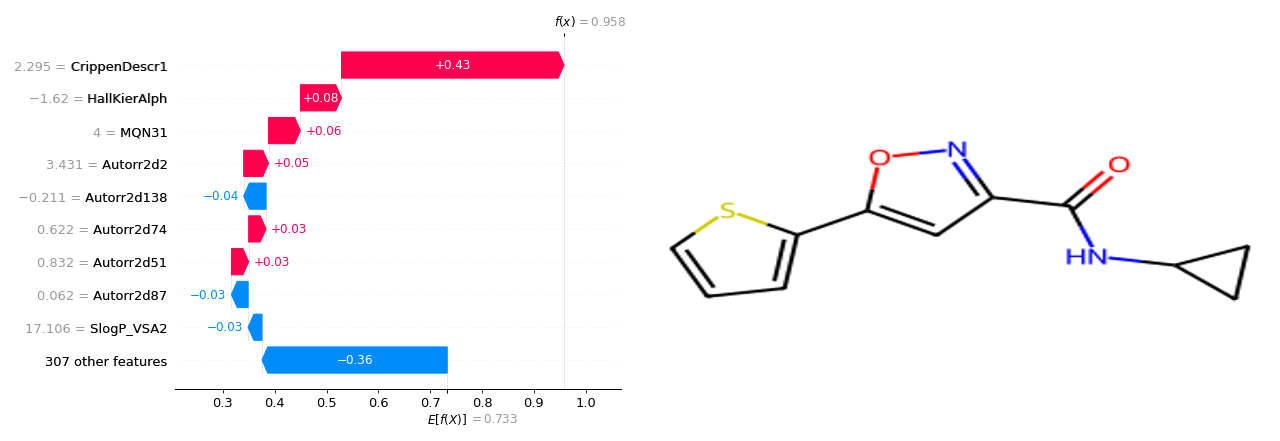 f(x) = 0.958
2.295 = CrippenDescr1
+0.43
−1.62 = HallKierAlph
+0.08
4 = MQN31
+0.06
3.431 = Autorr2d2
+0.05
−0.211 = Autorr2d138
−0.04
0.622 = Autorr2d74
+0.03
0.832 = Autorr2d51
+0.03
0.062 = Autorr2d87
−0.03
17.106 = SlogP_VSA2
−0.03
307 other features
−0.36
0.3 0.4 0.5 0.6 0.7 0.8 0.9 1.0
E[f(X)] = 0.733
O
N
O
S
HN